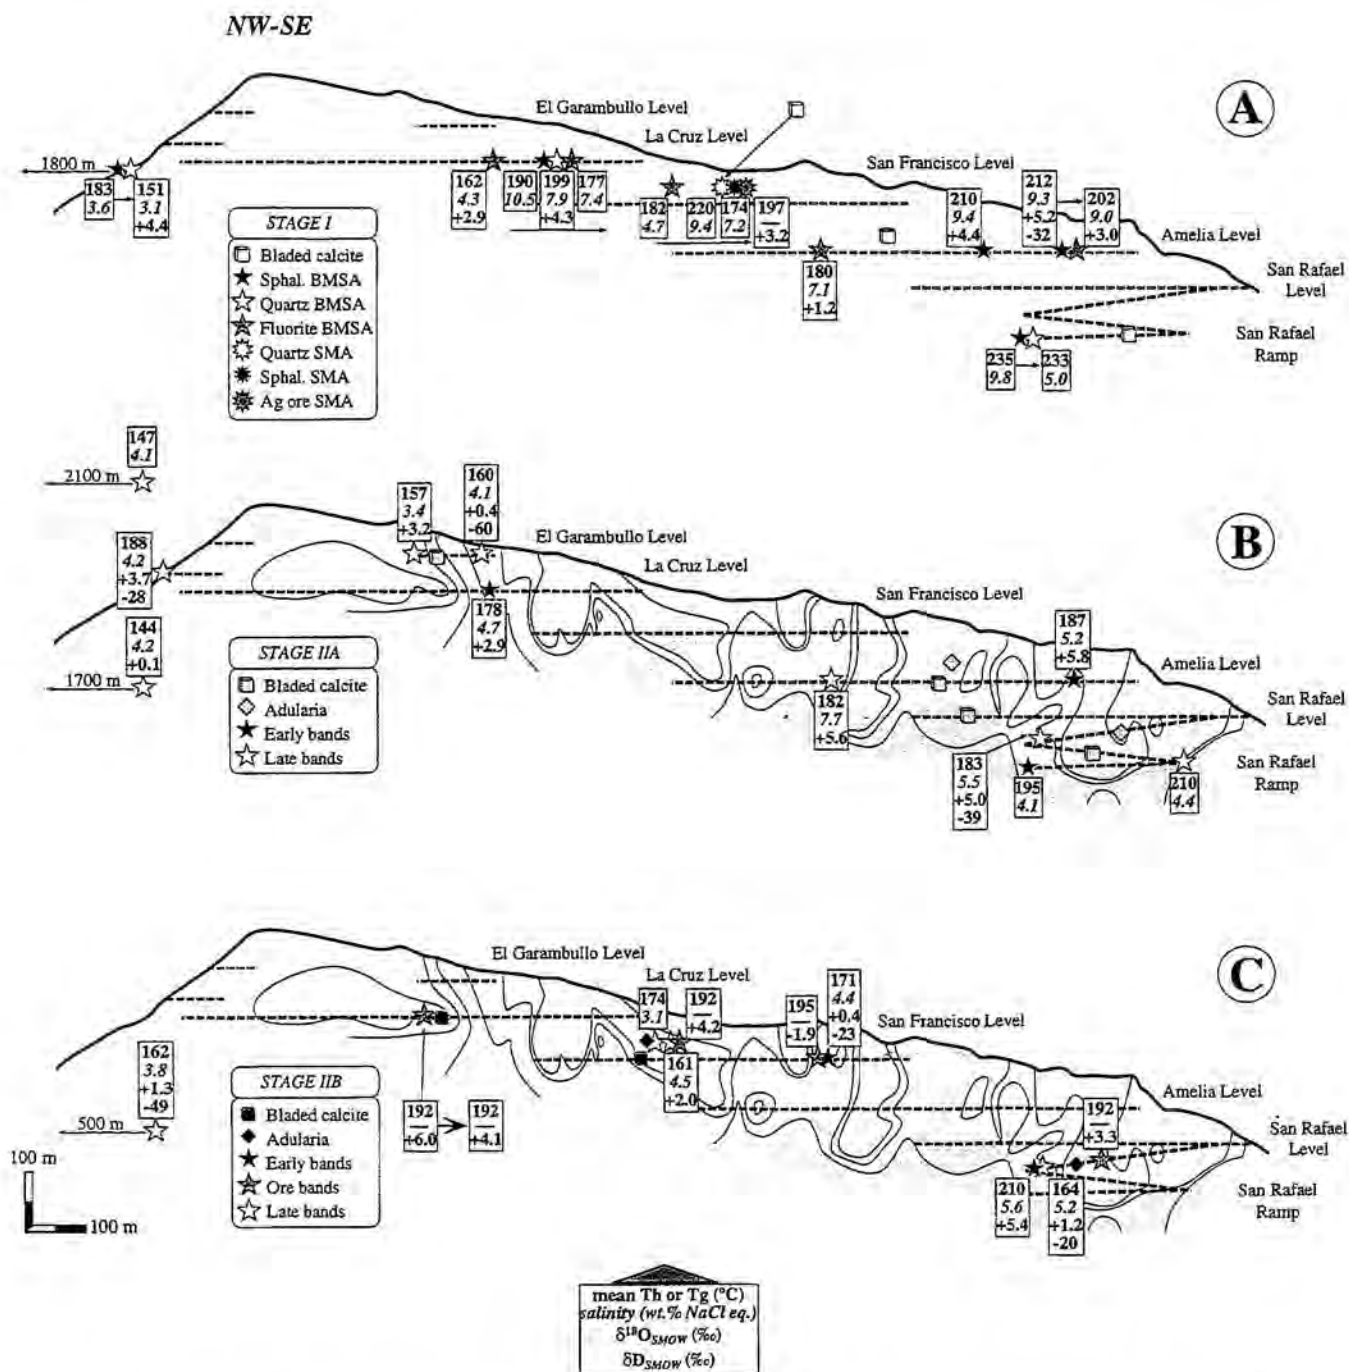 NW-SE
A
El Garambullo Level
La Cruz Level
San Francisco Level
Amelia Level
San Rafael
Level
San Rafael
Ramp
1800 m
183
3.6
151
3.1
+4.4
162
4.3
+2.9
190
10.5
199
7.9
+4.3
177
7.4
182
4.7
220
9.4
174
7.2
197
—
+3.2
180
7.1
+1.2
210
9.4
+4.4
212
9.3
+5.2
-32
202
9.0
+3.0
235
9.8
233
5.0
STAGE I
Bladed calcite
Sphal. BMSA
Quartz BMSA
Fluorite BMSA
Quartz SMA
Sphal. SMA
Ag ore SMA
B
147
4.1
2100 m
188
4.2
+3.7
-28
144
4.2
+0.1
1700 m
157
3.4
+3.2
160
4.1
+0.4
-60
178
4.7
+2.9
El Garambullo Level
La Cruz Level
San Francisco Level
Amelia Level
San Rafael
Level
San Rafael
Ramp
182
7.7
+5.6
187
5.2
+5.8
183
5.5
+5.0
-39
195
4.1
210
4.4
STAGE IIA
Bladed calcite
Adularia
Early bands
Late bands
C
El Garambullo Level
La Cruz Level
San Francisco Level
Amelia Level
San Rafael
Level
San Rafael
Ramp
162
3.8
+1.3
-49
500 m
192
—
+6.0
192
—
+4.1
174
3.1
192
—
+4.2
161
4.5
+2.0
195
—
-1.9
171
4.4
+0.4
-23
192
—
+3.3
210
5.6
+5.4
164
5.2
+1.2
-20
STAGE IIB
Bladed calcite
Adularia
Early bands
Ore bands
Late bands
100 m
100 m
mean Th or Tg (°C)
salinity (wt.% NaCl eq.)
δ¹⁸O SMOW (‰)
δD SMOW (‰)